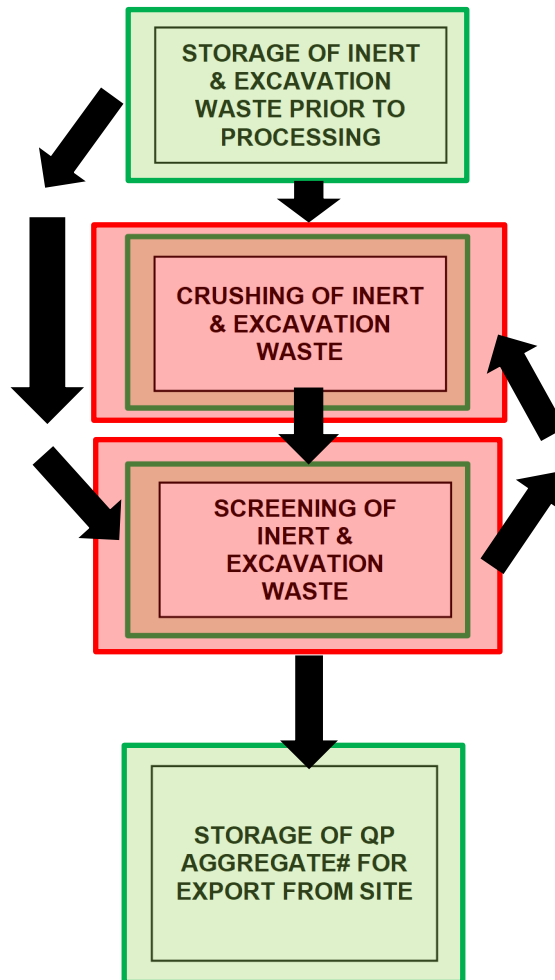 STORAGE OF INERT
& EXCAVATION
WASTE PRIOR TO
PROCESSING
CRUSHING OF INERT
& EXCAVATION
WASTE
SCREENING OF
INERT &
EXCAVATION
WASTE
STORAGE OF QP
AGGREGATE# FOR
EXPORT FROM SITE